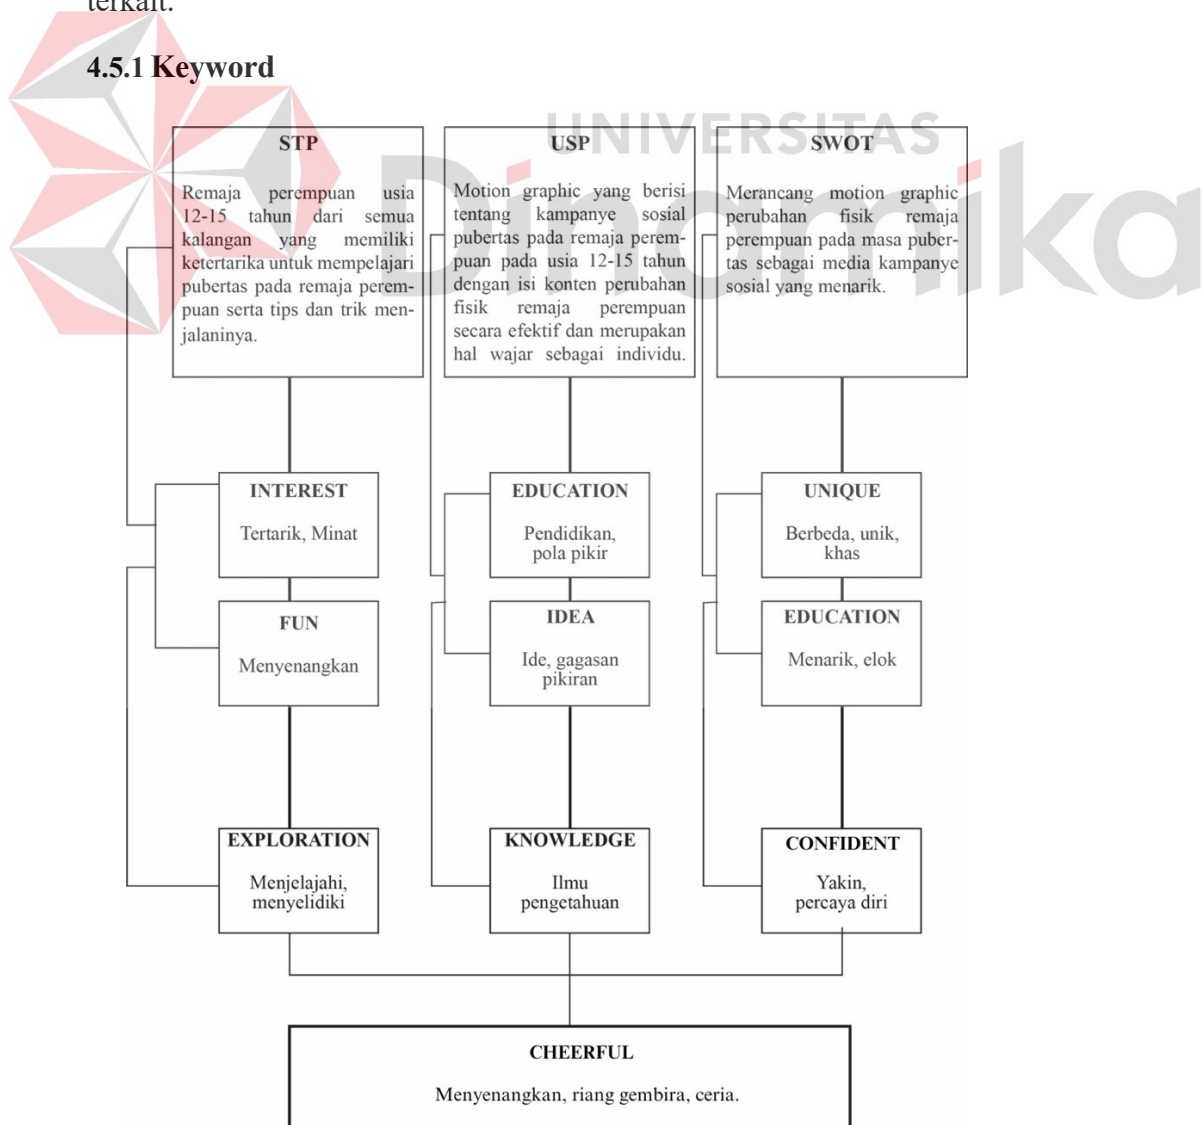 terkait.
4.5.1 Keyword
UNIVERSITAS
Dinamika
STP
Remaja perempuan usia
12-15 tahun dari semua
kalangan yang memiliki
ketertarika untuk mempelajari
pubertas pada remaja perem-
puan serta tips dan trik men-
jalaninya.
USP
Motion graphic yang berisi
tentang kampanye sosial
pubertas pada remaja perem-
puan pada usia 12-15 tahun
dengan isi konten perubahan
fisik remaja perempuan
secara efektif dan merupakan
hal wajar sebagai individu.
SWOT
Merancang motion graphic
perubahan fisik remaja
perempuan pada masa puber-
tas sebagai media kampanye
sosial yang menarik.
INTEREST
Tertarik, Minat
EDUCATION
Pendidikan,
pola pikir
UNIQUE
Berbeda, unik,
khas
FUN
Menyenangkan
IDEA
Ide, gagasan
pikiran
EDUCATION
Menarik, elok
EXPLORATION
Menjelajahi,
menyelidiki
KNOWLEDGE
Ilmu
pengetahuan
CONFIDENT
Yakin,
percaya diri
CHEERFUL
Menyenangkan, riang gembira, ceria.